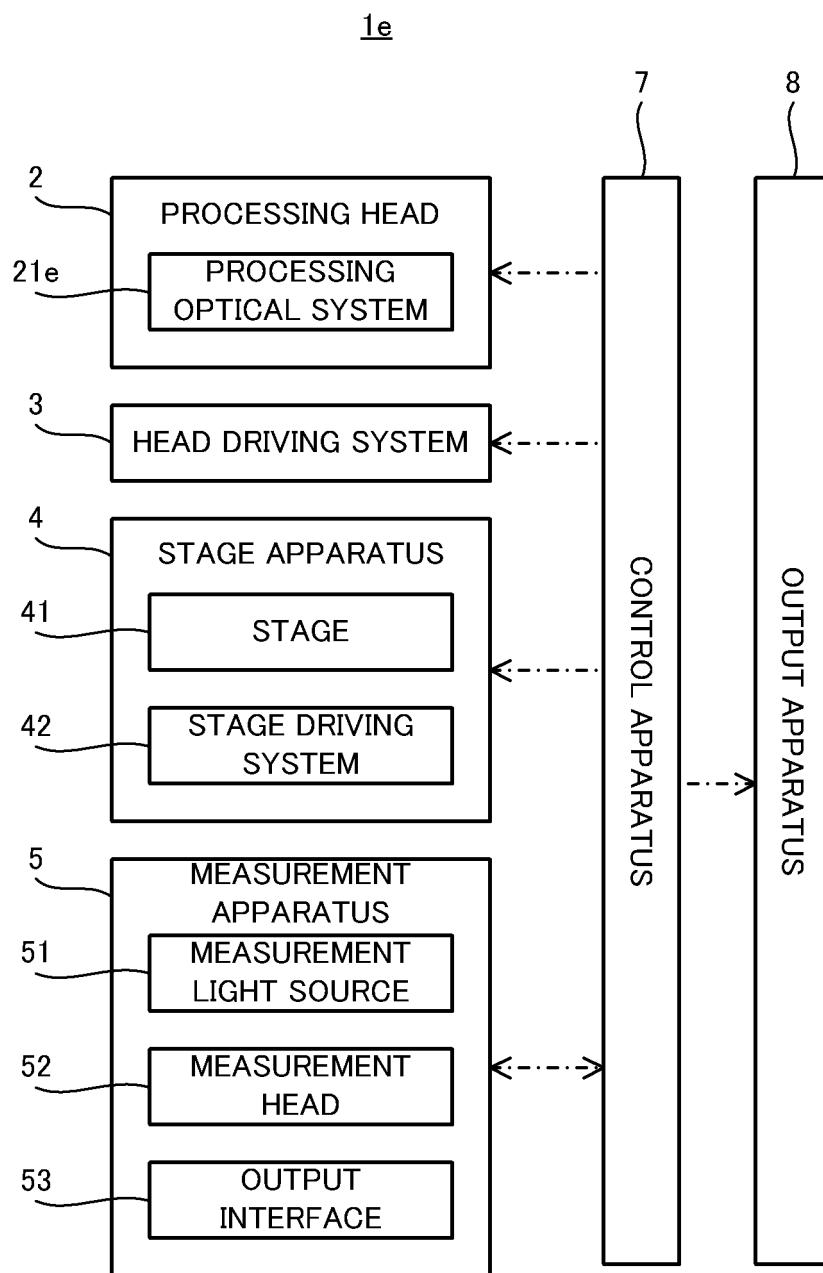 1e
7
8
2
PROCESSING HEAD
21e
PROCESSING
OPTICAL SYSTEM
3
HEAD DRIVING SYSTEM
4
STAGE APPARATUS
41
STAGE
42
STAGE DRIVING
SYSTEM
CONTROL APPARATUS
OUTPUT APPARATUS
5
MEASUREMENT
APPARATUS
51
MEASUREMENT
LIGHT SOURCE
52
MEASUREMENT
HEAD
53
OUTPUT
INTERFACE